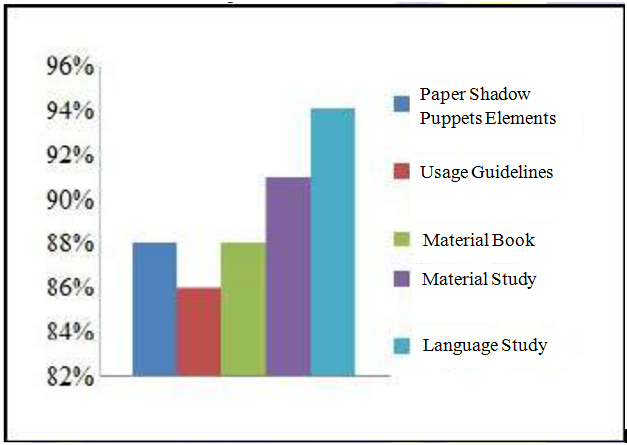 96%
94%
92%
90%
88%
86%
84%
82%
Paper Shadow
Puppets Elements
Usage Guidelines
Material Book
Material Study
Language Study